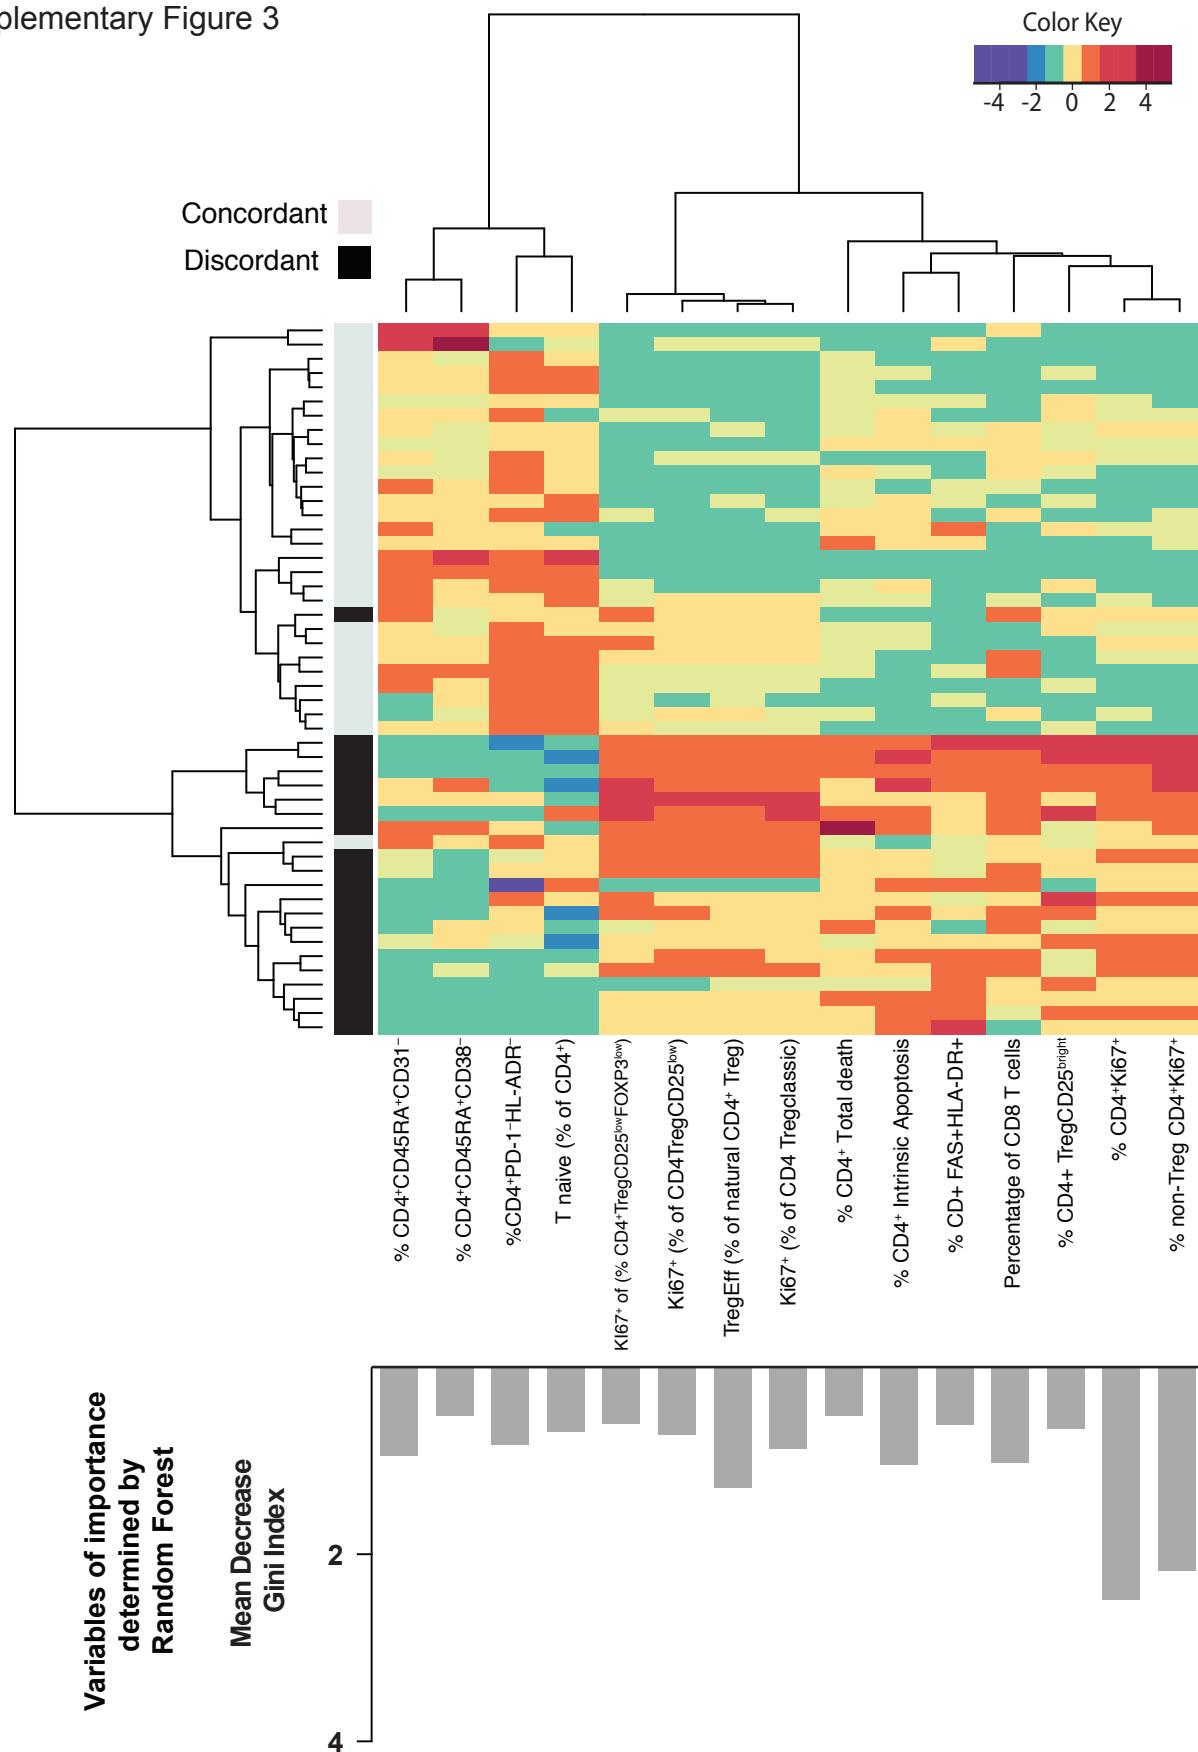 plementary Figure 3
Color Key
-4 -2 0 2 4
Concordant
Discordant
% CD4⁺CD45RA⁺CD31⁻
% CD4⁺CD45RA⁺CD38⁻
%CD4⁺PD-1⁻HL-ADR⁻
T naive (% of CD4⁺)
KI67⁺ of (% CD4⁺TregCD25ˡᵒʷFOXP3ˡᵒʷ)
Ki67⁺ (% of CD4TregCD25ˡᵒʷ)
TregEff (% of natural CD4⁺ Treg)
Ki67⁺ (% of CD4 Tregclassic)
% CD4⁺ Total death
% CD4⁺ Intrinsic Apoptosis
% CD+ FAS+HLA-DR+
Percentatge of CD8 T cells
% CD4+ TregCD25ᵇʳⁱᵍʰᵗ
% CD4⁺Ki67⁺
% non-Treg CD4⁺Ki67⁺
Variables of importance
determined by
Random Forest
Mean Decrease
Gini Index
2
4